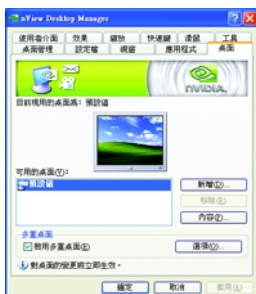 nView Desktop Manager
使用者介面 效果 縮放 快速鍵 滑鼠 工具
桌面管理 設定檔 視窗 應用程式 桌面
nVIDIA.
目前現用的桌面為: 預設值
可用的桌面(V):
預設值
新增(D)...
移除(R)...
內容(P)...
多重桌面
啟用多重桌面(E)
選項(O)...
對桌面的變更將立即生效。
確定 取消 套用(A)